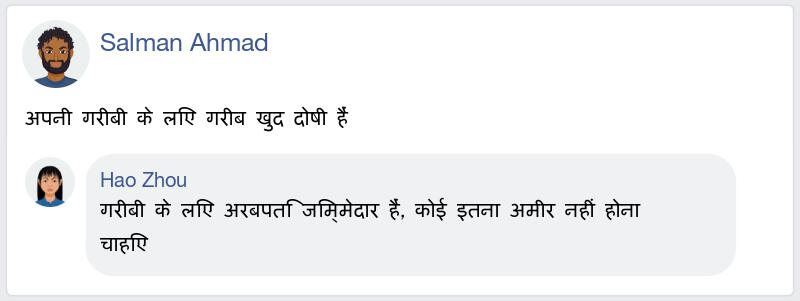 Salman Ahmad
अपनी गरीबी के लिए गरीब खुद दोषी हैं
Hao Zhou
गरीबी के लिए अरबपति जिम्मेदार हैं, कोई इतना अमीर नहीं होना
चाहिए